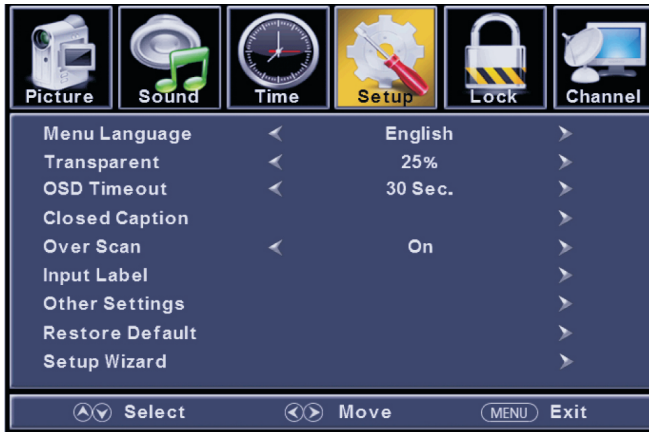 Picture Sound Time Setup Lock Channel
Menu Language English
Transparent 25%
OSD Timeout 30 Sec.
Closed Caption
Over Scan On
Input Label
Other Settings
Restore Default
Setup Wizard
Select Move MENU Exit